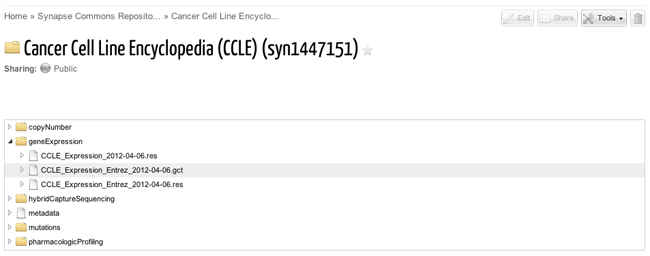 Home » Synapse Commons Reposito... » Cancer Cell Line Encyclo...
Edit Share Tools
Cancer Cell Line Encyclopedia (CCLE) (syn1447151)
Sharing: Public
copyNumber
geneExpression
CCLE_Expression_2012-04-06.res
CCLE_Expression_Entrez_2012-04-06.gct
CCLE_Expression_Entrez_2012-04-06.res
hybridCaptureSequencing
metadata
mutations
pharmacologicProfiling